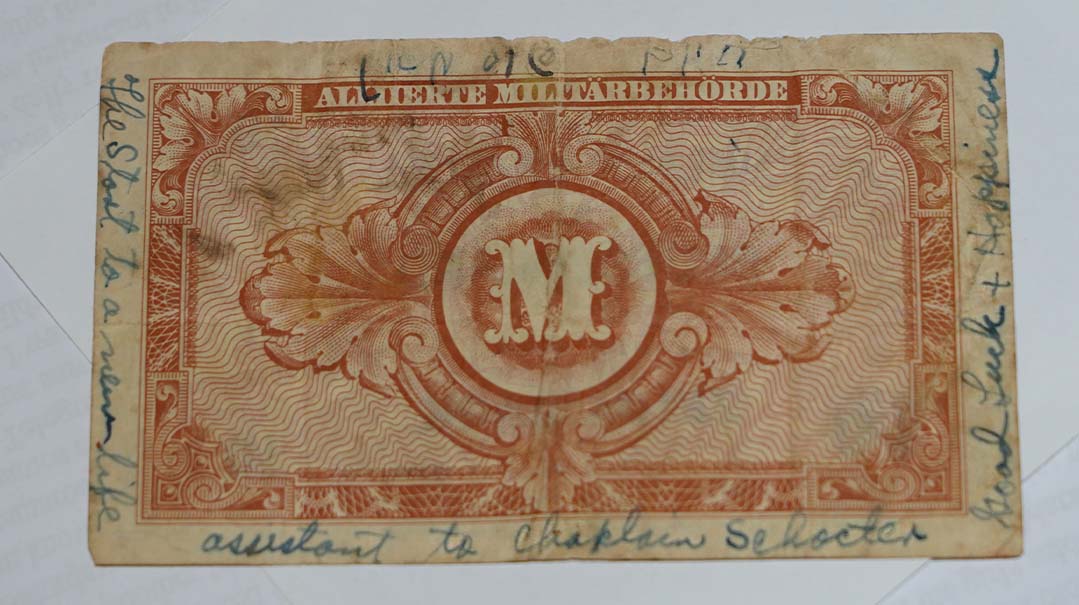 ALLIIERTE MILITÄRBEHÖRDE
M
The Start to a new life
assistant to Chaplain Schacter
Good Luck + Happiness